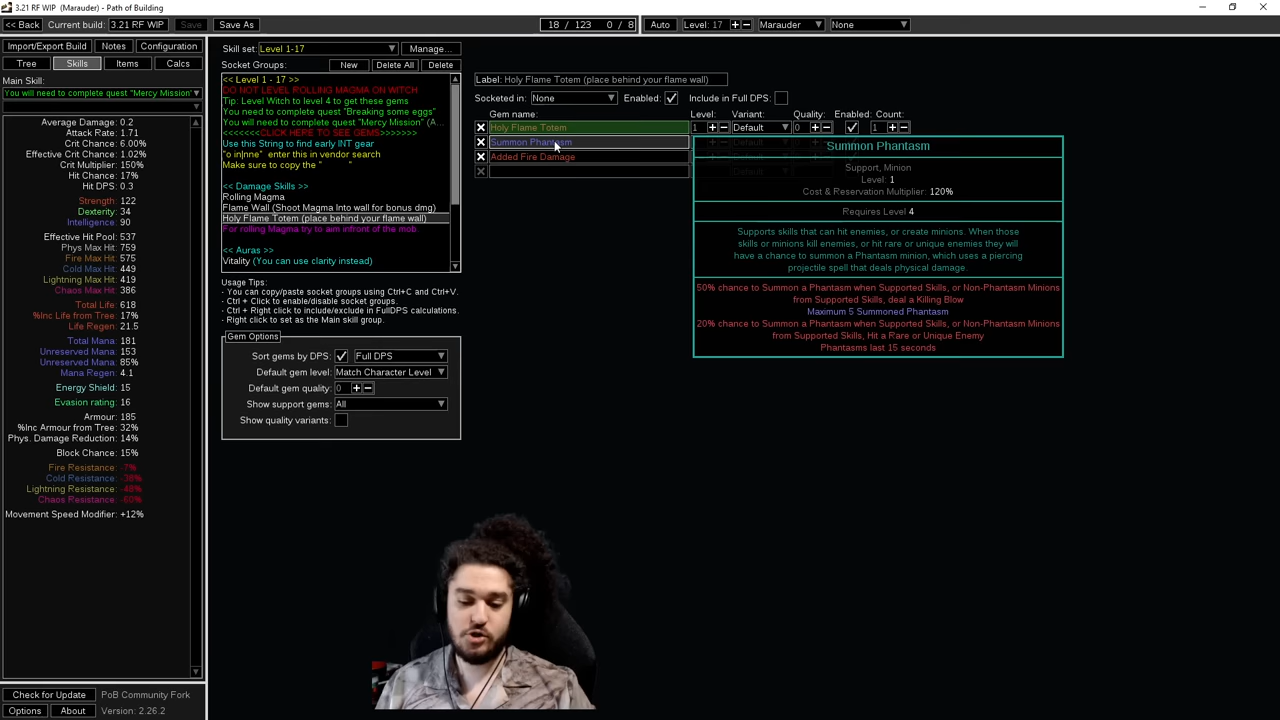 3.21 RF WIP (Marauder) - Path of Building
<< Back
Current build: 3.21 RF WIP
Save
Save As
18 / 123 0 / 8
Auto
Level: 17
Marauder
None
Import/Export Build
Notes
Configuration
Tree
Skills
Items
Calcs
Main Skill:
You will need to complete quest "Mercy Mission"
Average Damage: 0.2
Attack Rate: 1.71
Crit Chance: 6.00%
Effective Crit Chance: 1.02%
Crit Multiplier: 150%
Hit Chance: 17%
Hit DPS: 0.3
Strength: 122
Dexterity: 34
Intelligence: 90
Effective Hit Pool: 537
Phys Max Hit: 759
Fire Max Hit: 575
Cold Max Hit: 449
Lightning Max Hit: 419
Chaos Max Hit: 386
Total Life: 618
%Inc Life from Tree: 17%
Life Regen: 21.5
Total Mana: 181
Unreserved Mana: 153
Unreserved Mana: 85%
Mana Regen: 4.1
Energy Shield: 15
Evasion rating: 16
Armour: 185
%Inc Armour from Tree: 32%
Phys. Damage Reduction: 14%
Block Chance: 15%
Fire Resistance: -7%
Cold Resistance: -38%
Chaos Resistance: -60%
Movement Speed Modifier: +12%
Check for Update
PoB Community Fork
Options
About
Version: 2.26.2
Skill set: Level 1-17
Manage...
Socket Groups:
New
Delete All
Delete
<< Level 1 - 17 >>
DO NOT LEVEL ROLLING MAGMA ON WITCH
Tip: Level Witch to level 4 to get these gems
You need to complete quest "Breaking some eggs"
You need to complete quest "Mercy Mission" (A...
<<<<<<<CLICK HERE TO SEE GEMS>>>>>>>
Use this String to find early INT gear
"o in|ne" enter this in vendor search
Make sure to copy the " "
<< Damage Skills >>
Rolling Magma
Flame Wall (Shoot Magma Into wall for bonus dmg)
Holy Flame Totem (place behind your flame wall)
For rolling Magma try to aim infront of the mob
<< Auras >>
Vitality (You can use clarity instead)
Usage Tips:
- You can copy/paste socket groups using Ctrl+C and Ctrl+V.
- Ctrl + Click to enable/disable socket groups.
- Ctrl + Right click to include/exclude in FullDPS calculations.
- Right click to set as the Main skill group.
Gem Options
Sort gems by DPS:
Full DPS
Default gem level: Match Character Level
Default gem quality: 0
Show support gems: All
Show quality variants:
Label: Holy Flame Totem (place behind your flame wall)
Socketed in: None
Enabled:
Include in Full DPS:
Gem name:
Level:
Variant:
Quality:
Enabled:
Count:
Holy Flame Totem
1
Default
0
1
Summon Phantasm
Added Fire Damage
Summon Phantasm
Support, Minion
Level: 1
Cost & Reservation Multiplier: 120%
Requires Level 4
Supports skills that can hit enemies, or create minions. When those
skills or minions kill enemies, or hit rare or unique enemies they will
have a chance to summon a Phantasm minion, which uses a piercing
projectile spell that deals physical damage.
50% chance to Summon a Phantasm when Supported Skills, or Non-Phantasm Minions
from Supported Skills, deal a Killing Blow
Maximum 5 Summoned Phantasm
20% chance to Summon a Phantasm when Supported Skills, or Non-Phantasm Minions
from Supported Skills, Hit a Rare or Unique Enemy
Phantasms last 15 seconds